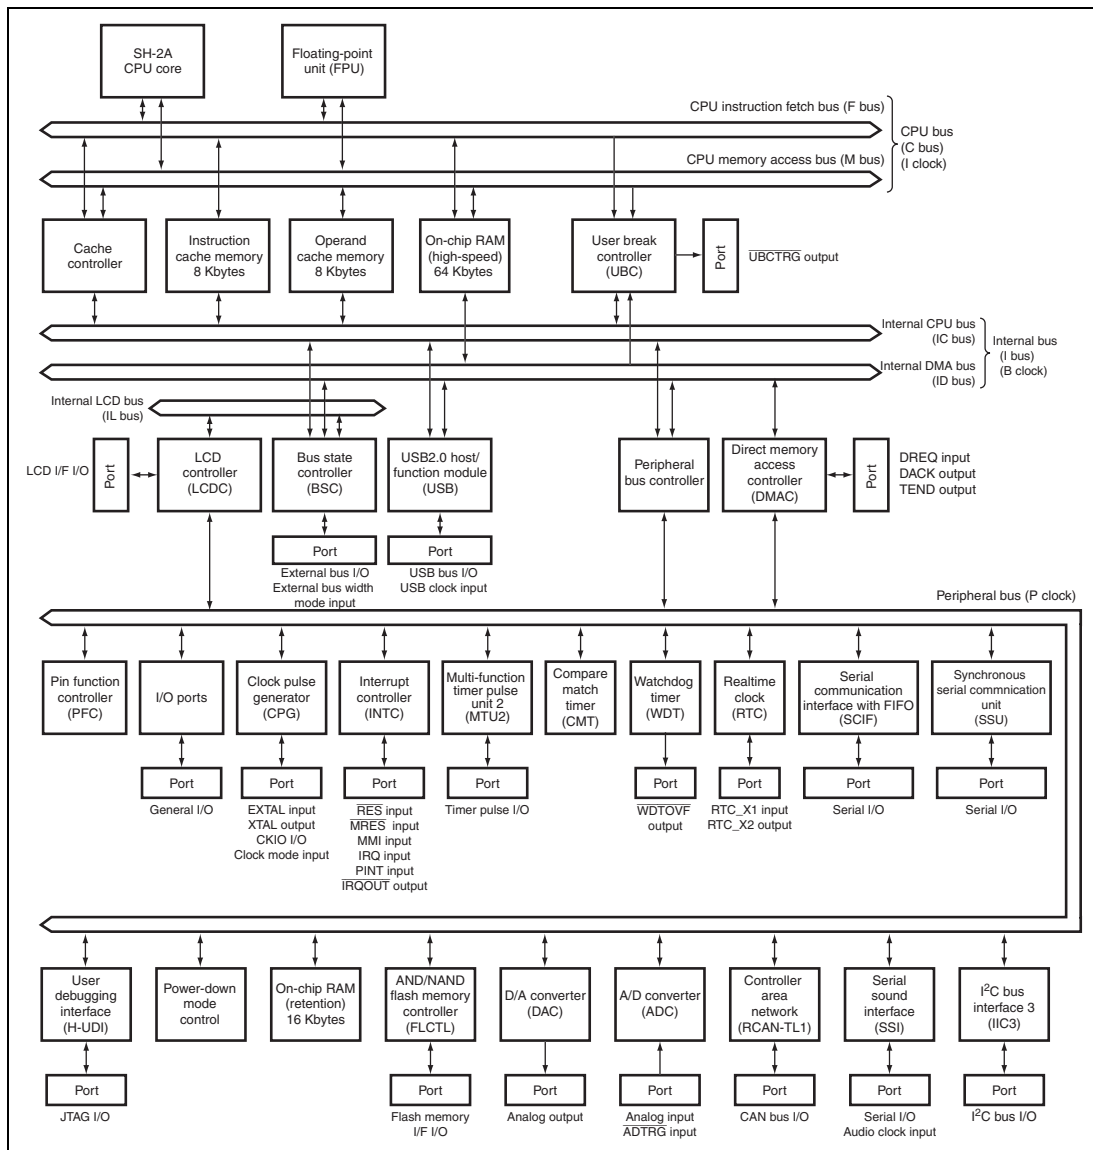 SH-2A
CPU core
Floating-point
unit (FPU)
CPU instruction fetch bus (F bus)
CPU bus
(C bus)
(I clock)
CPU memory access bus (M bus)
Cache
controller
Instruction
cache memory
8 Kbytes
Operand
cache memory
8 Kbytes
On-chip RAM
(high-speed)
64 Kbytes
User break
controller
(UBC)
Port
UBCTRG output
Internal CPU bus
(IC bus)
Internal bus
(I bus)
(B clock)
Internal DMA bus
(ID bus)
Internal LCD bus
(IL bus)
LCD I/F I/O
Port
LCD
controller
(LCDC)
Bus state
controller
(BSC)
USB2.0 host/
function module
(USB)
Peripheral
bus controller
Direct memory
access
controller
(DMAC)
Port
DREQ input
DACK output
TEND output
Port
External bus I/O
External bus width
mode input
Port
USB bus I/O
USB clock input
Peripheral bus (P clock)
Pin function
controller
(PFC)
I/O ports
Clock pulse
generator
(CPG)
Interrupt
controller
(INTC)
Multi-function
timer pulse
unit 2
(MTU2)
Compare
match
timer
(CMT)
Watchdog
timer
(WDT)
Realtime
clock
(RTC)
Serial
communication
interface with FIFO
(SCIF)
Synchronous
serial commnication
unit
(SSU)
Port
General I/O
Port
EXTAL input
XTAL output
CKIO I/O
Clock mode input
Port
RES input
MRES input
MMI input
IRQ input
PINT input
IRQOUT output
Port
Timer pulse I/O
Port
WDTOVF
output
Port
RTC_X1 input
RTC_X2 output
Port
Serial I/O
Port
Serial I/O
User
debugging
interface
(H-UDI)
Power-down
mode
control
On-chip RAM
(retention)
16 Kbytes
AND/NAND
flash memory
controller
(FLCTL)
D/A converter
(DAC)
A/D converter
(ADC)
Controller
area
network
(RCAN-TL1)
Serial
sound
interface
(SSI)
I²C bus
interface 3
(IIC3)
Port
JTAG I/O
Port
Flash memory
I/F I/O
Port
Analog output
Port
Analog input
ADTRG input
Port
CAN bus I/O
Port
Serial I/O
Audio clock input
Port
I²C bus I/O